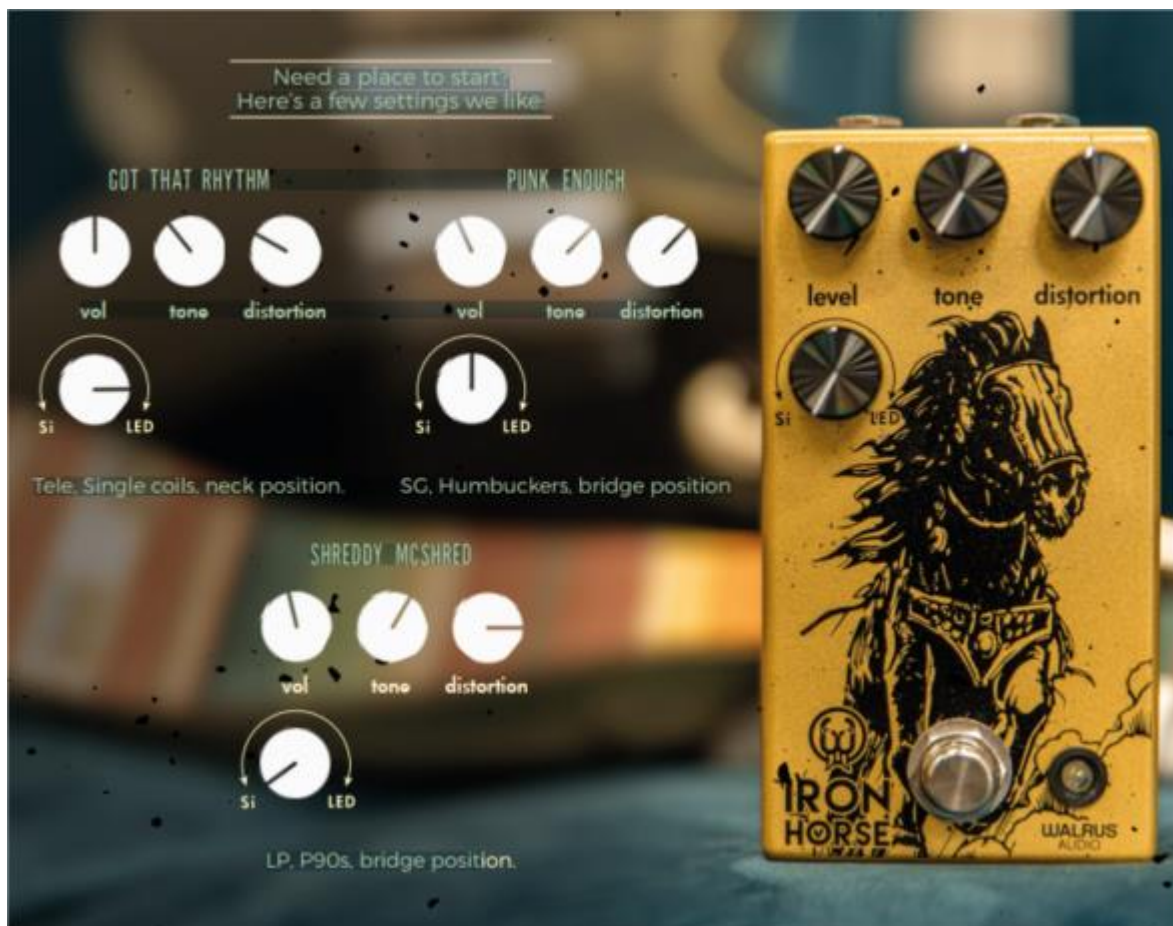 Need a place to start?
Here's a few settings we like
GOT THAT RHYTHM
vol tone distortion
Si LED
Tele, Single coils, neck position.
PUNK ENOUGH
vol tone distortion
Si LED
SG, Humbuckers, bridge position
SHREDDY MCSHRED
vol tone distortion
Si LED
LP, P90s, bridge position.
level tone distortion
Si LED
IRON
HORSE
WALRUS
AUDIO